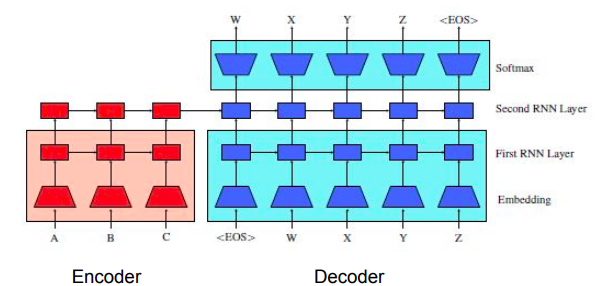 W X Y Z <EOS>
Softmax
Second RNN Layer
First RNN Layer
Embedding
A B C <EOS> W X Y Z
Encoder Decoder